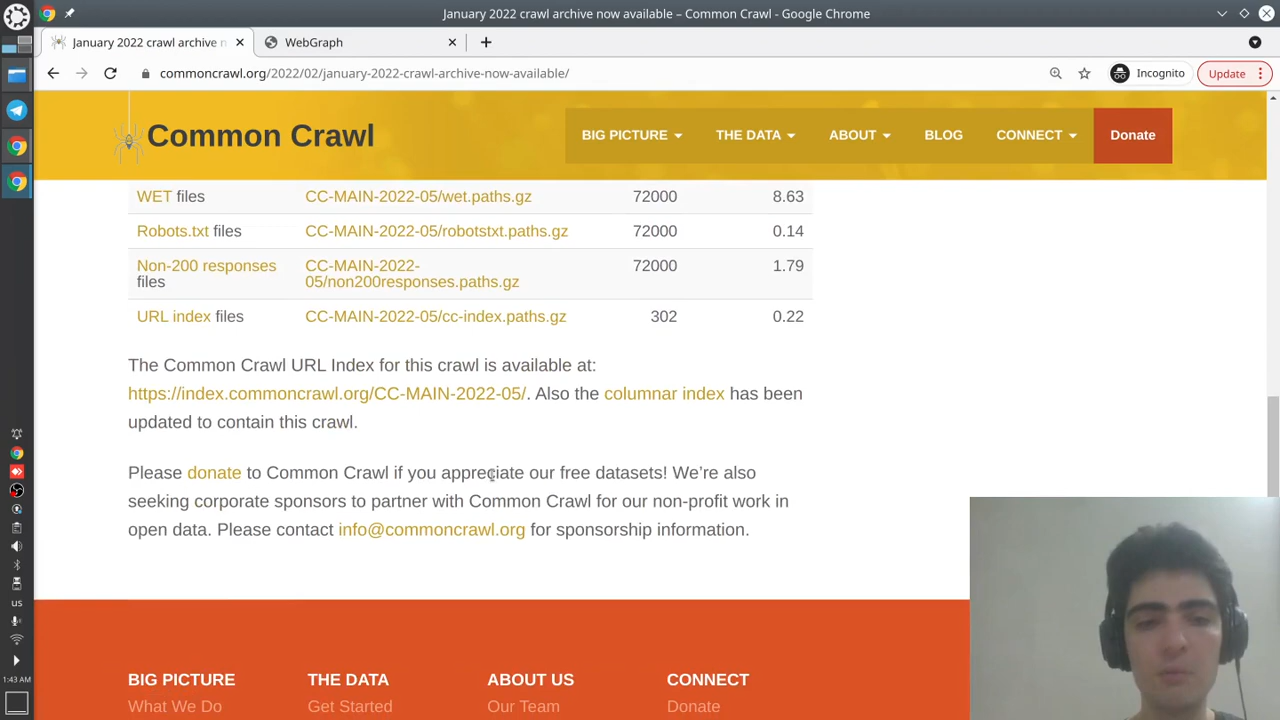 January 2022 crawl archive now available – Common Crawl - Google Chrome
January 2022 crawl archive n
WebGraph
commoncrawl.org/2022/02/january-2022-crawl-archive-now-available/
Incognito
Update
Common Crawl
BIG PICTURE
THE DATA
ABOUT
BLOG
CONNECT
Donate
WET files CC-MAIN-2022-05/wet.paths.gz 72000 8.63
Robots.txt files CC-MAIN-2022-05/robotstxt.paths.gz 72000 0.14
Non-200 responses CC-MAIN-2022- 72000 1.79
files 05/non200responses.paths.gz
URL index files CC-MAIN-2022-05/cc-index.paths.gz 302 0.22
The Common Crawl URL Index for this crawl is available at:
https://index.commoncrawl.org/CC-MAIN-2022-05/. Also the columnar index has been
updated to contain this crawl.
Please donate to Common Crawl if you appreciate our free datasets! We’re also
seeking corporate sponsors to partner with Common Crawl for our non-profit work in
open data. Please contact info@commoncrawl.org for sponsorship information.
BIG PICTURE THE DATA ABOUT US CONNECT
What We Do Get Started Our Team Donate
us
1:43 AM